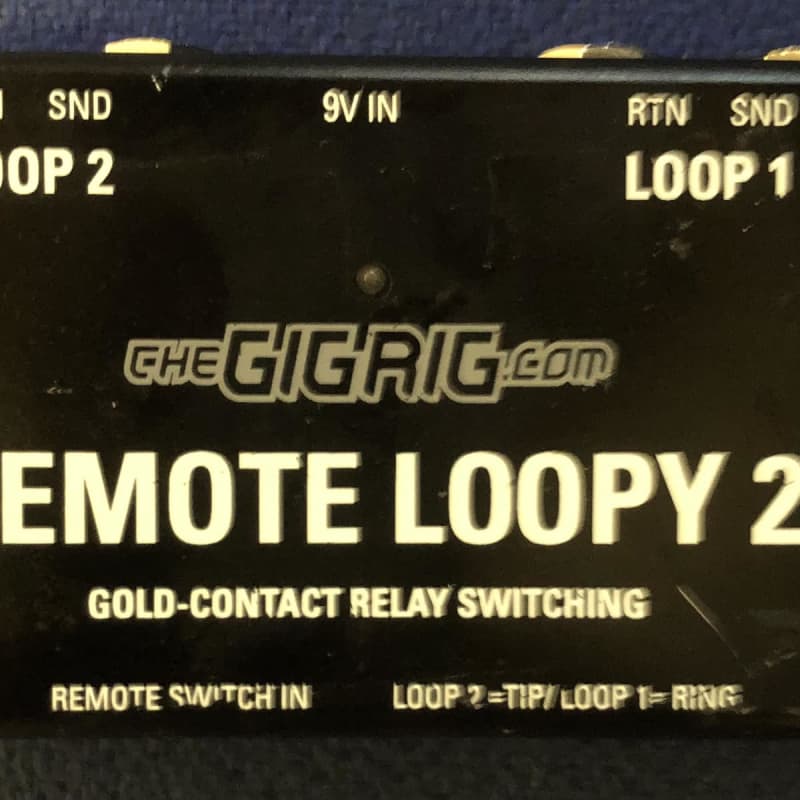 SND 9V IN RTN SND
OOP 2 LOOP 1
THEGIGRIG.COM
EMOTE LOOPY 2
GOLD-CONTACT RELAY SWITCHING
REMOTE SWITCH IN LOOP 2 =TIP/ LOOP 1= RING